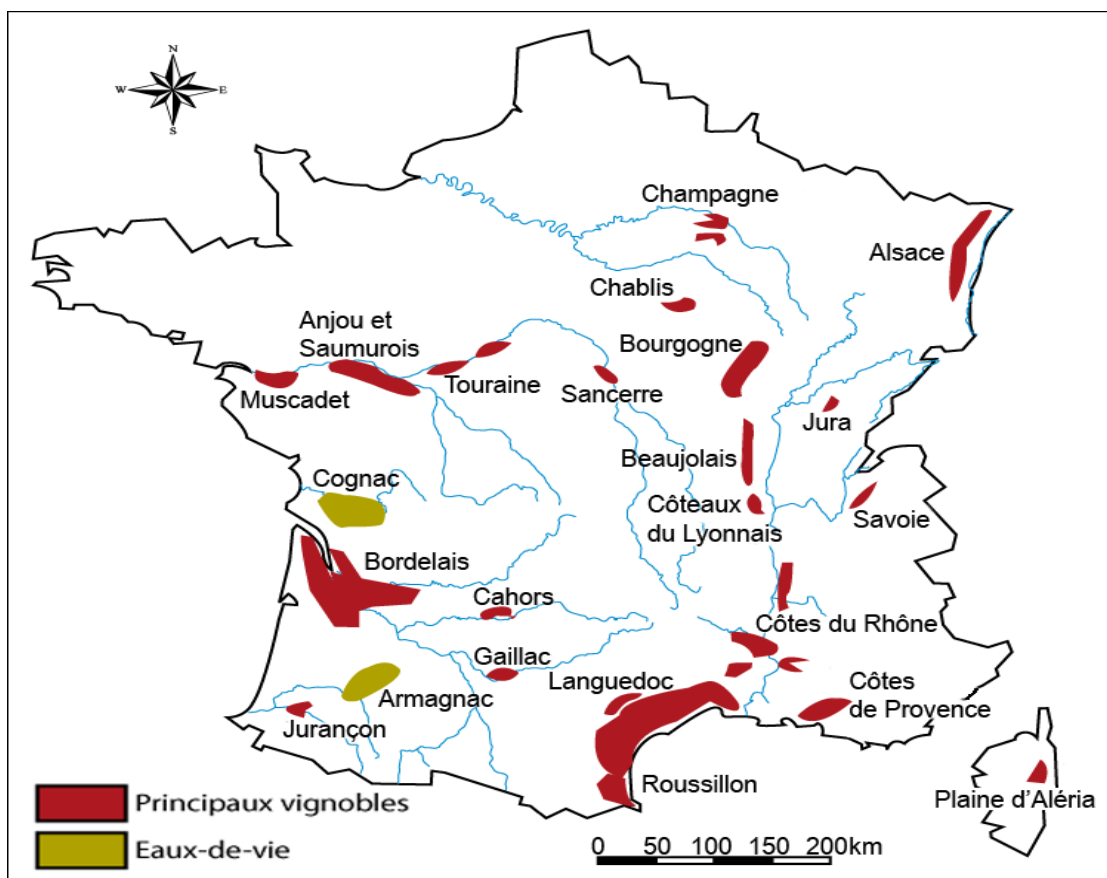 N
W
E
S
Champagne
Alsace
Chablis
Anjou et
Saumurois
Bourgogne
Touraine
Muscadet
Sancerre
Jura
Beaujolais
Cognac
Côteaux
du Lyonnais
Savoie
Bordelais
Cahors
Côtes du Rhône
Gaillac
Languedoc
Armagnac
Côtes
de Provence
Jurançon
Roussillon
Plaine d'Aléria
Principaux vignobles
Eaux-de-vie
0 50 100 150 200km